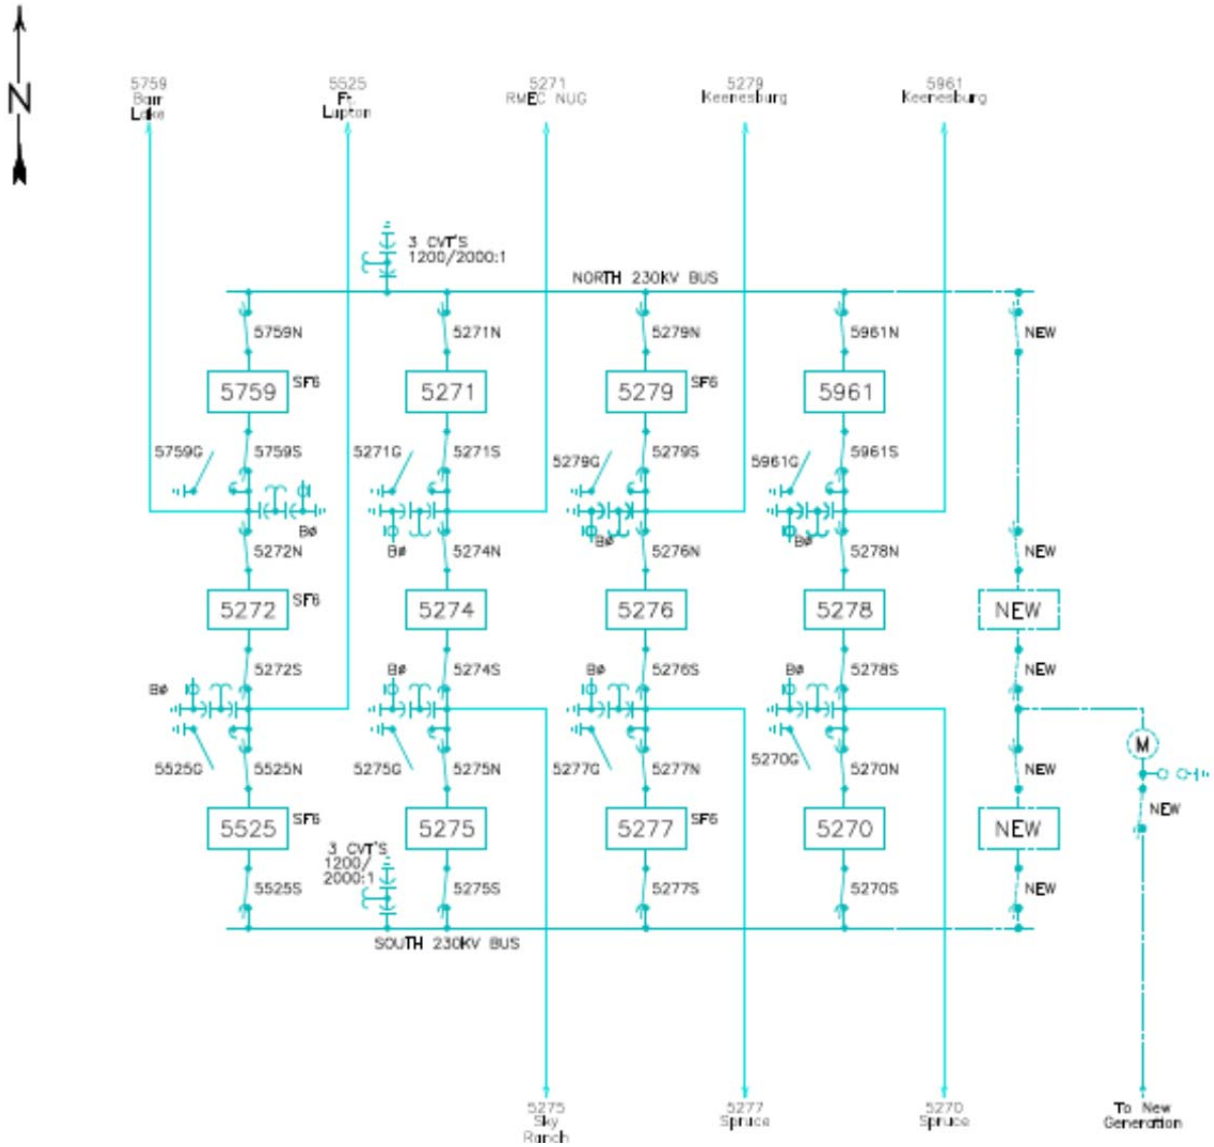 5759
Barr
Lake
5525
Ft.
Lupton
5271
RMEC NUG
5279
Keenesburg
5961
Keenesburg
N
3 CVT'S
1200/2000:1
NORTH 230KV BUS
5759N
5271N
5279N
5961N
NEW
5759
SF6
5271
5279
SF6
5961
5759G
5759S
5271G
5271S
5279G
5279S
5961G
5961S
BØ
BØ
BØ
BØ
5272N
5274N
5276N
5278N
NEW
5272
SF6
5274
5276
5278
NEW
5272S
5274S
5276S
5278S
NEW
BØ
BØ
BØ
BØ
M
5525G
5525N
5275G
5275N
5277G
5277N
5270G
5270N
NEW
NEW
5525
SF6
5275
5277
SF6
5270
NEW
3 CVT'S
1200/
2000:1
5525S
5275S
5277S
5270S
NEW
SOUTH 230KV BUS
5275
Sky
Ranch
5277
Spruce
5270
Spruce
To New
Generation